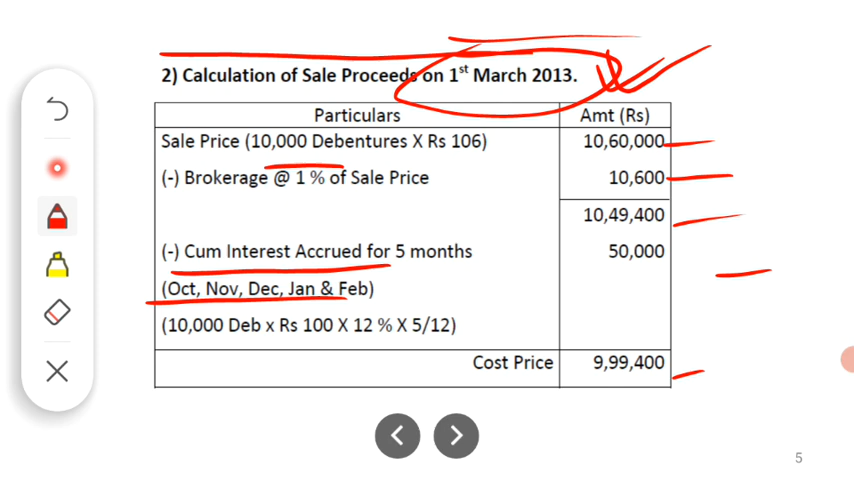 2) Calculation of Sale Proceeds on 1st March 2013.
Particulars Amt (Rs)
Sale Price (10,000 Debentures X Rs 106) 10,60,000
(-) Brokerage @ 1 % of Sale Price 10,600
10,49,400
(-) Cum Interest Accrued for 5 months 50,000
(Oct, Nov, Dec, Jan & Feb)
(10,000 Deb x Rs 100 X 12 % X 5/12)
Cost Price 9,99,400
5